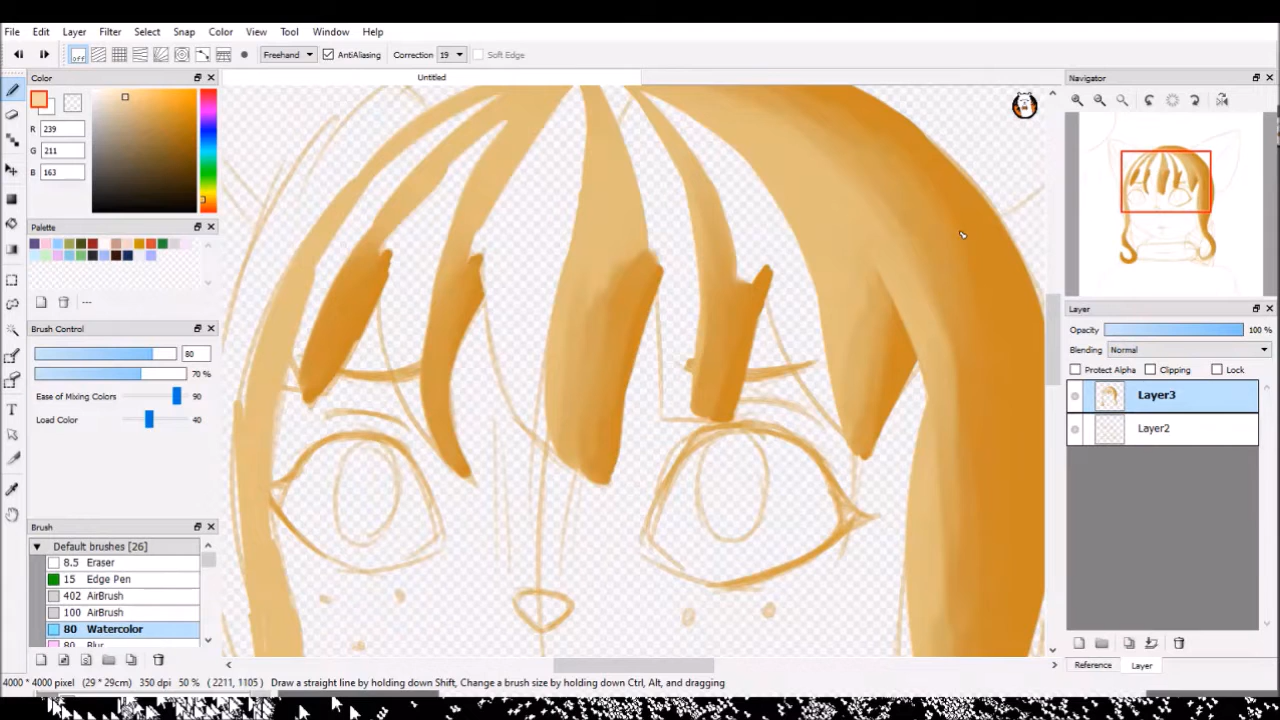 File Edit Layer Filter Select Snap Color View Tool Window Help
off Freehand AntiAliasing Correction 19 Soft Edge
Color
Untitled
Navigator
R 239
G 211
B 163
Palette
---
Brush Control
80
70 %
Ease of Mixing Colors 90
Load Color 40
Brush
Default brushes [26]
8.5 Eraser
15 Edge Pen
402 AirBrush
100 AirBrush
80 Watercolor
80 Blur
Layer
Opacity 100 %
Blending Normal
Protect Alpha Clipping Lock
Layer3
Layer2
Reference Layer
4000 * 4000 pixel (29 * 29cm) 350 dpi 50 % (2211, 1105) Draw a straight line by holding down Shift, Change a brush size by holding down Ctrl, Alt, and dragging